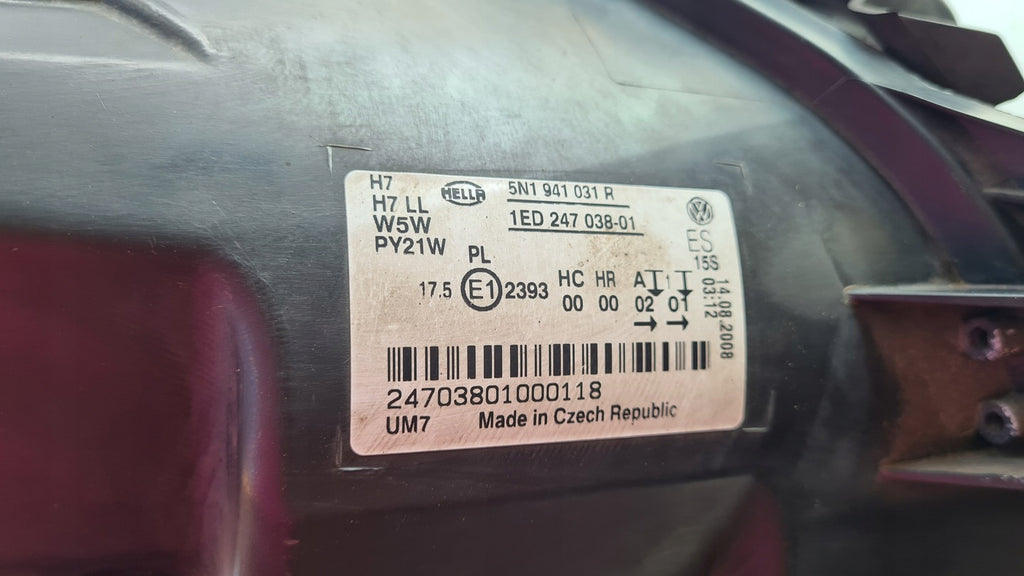 H7
H7 LL
W5W
PY21W
HELLA
5N1 941 031 R
1ED 247 038-01
ES
15S
PL
17.5 E1 2393
HC HR A 1
00 00 02 01
14.08.2008
03:12
24703801000118
UM7 Made in Czech Republic